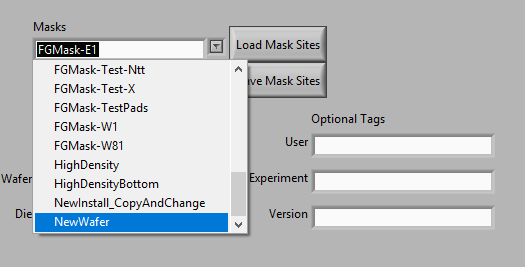 Masks
FGMask-E1
Load Mask Sites
FGMask-Test-Ntt
ave Mask Sites
FGMask-Test-X
FGMask-TestPads
FGMask-W1
Optional Tags
FGMask-W81
User
HighDensity
Wafer
HighDensityBottom
Experiment
NewInstall_CopyAndChange
Die
NewWafer
Version